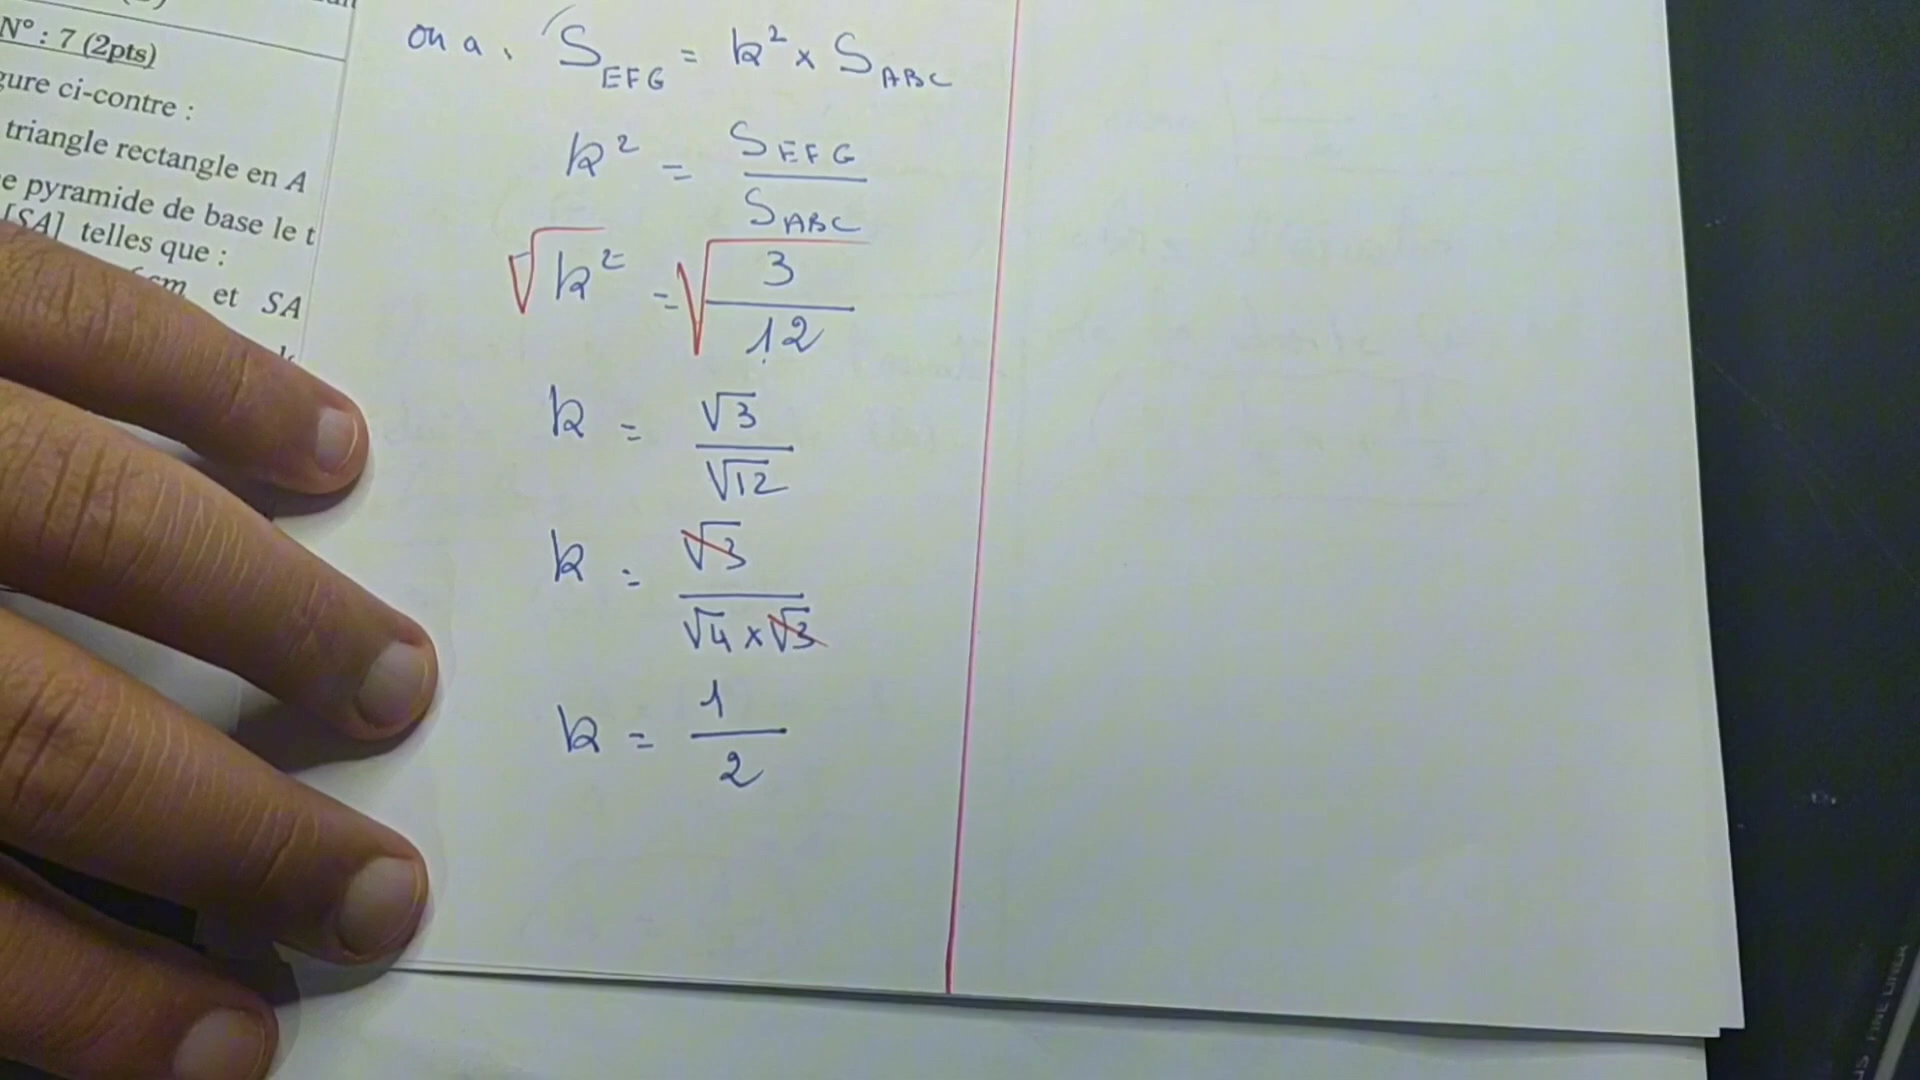 N° : 7 (2pts)
gure ci-contre :
triangle rectangle en A
e pyramide de base le t
[SA] telles que :
cm et SA
on a : S_EFG = k² × S_ABC
k² = S_EFG / S_ABC
√k² = √(3 / 12)
k = √3 / √12
k = √3 / (√4 × √3)
k = 1 / 2